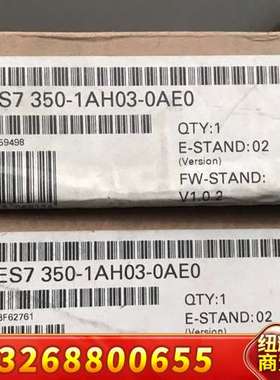 ES7 350-1AH03-0AE0
59498
QTY:1
E-STAND:02
(Version)
FW-STAND:
V1.0.2
ES7 350-1AH03-0AE0
3F62761
QTY:1
E-STAND:02
(Version)
13268800655